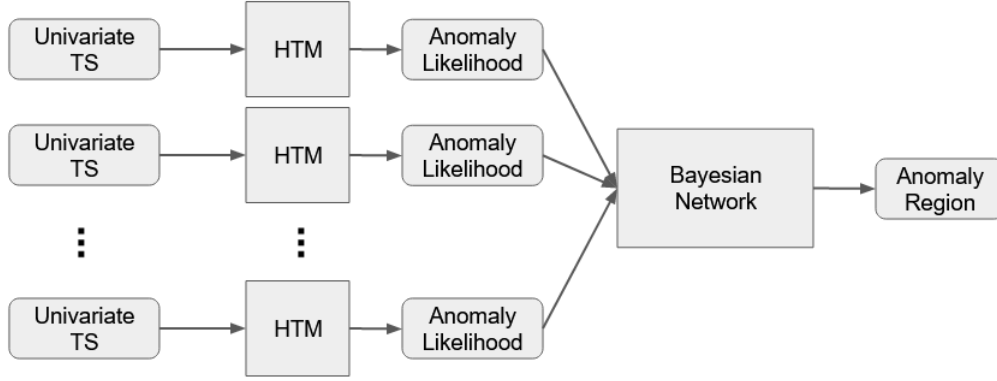 Univariate
TS
HTM
Anomaly
Likelihood
Univariate
TS
HTM
Anomaly
Likelihood
Bayesian
Network
Anomaly
Region
Univariate
TS
HTM
Anomaly
Likelihood